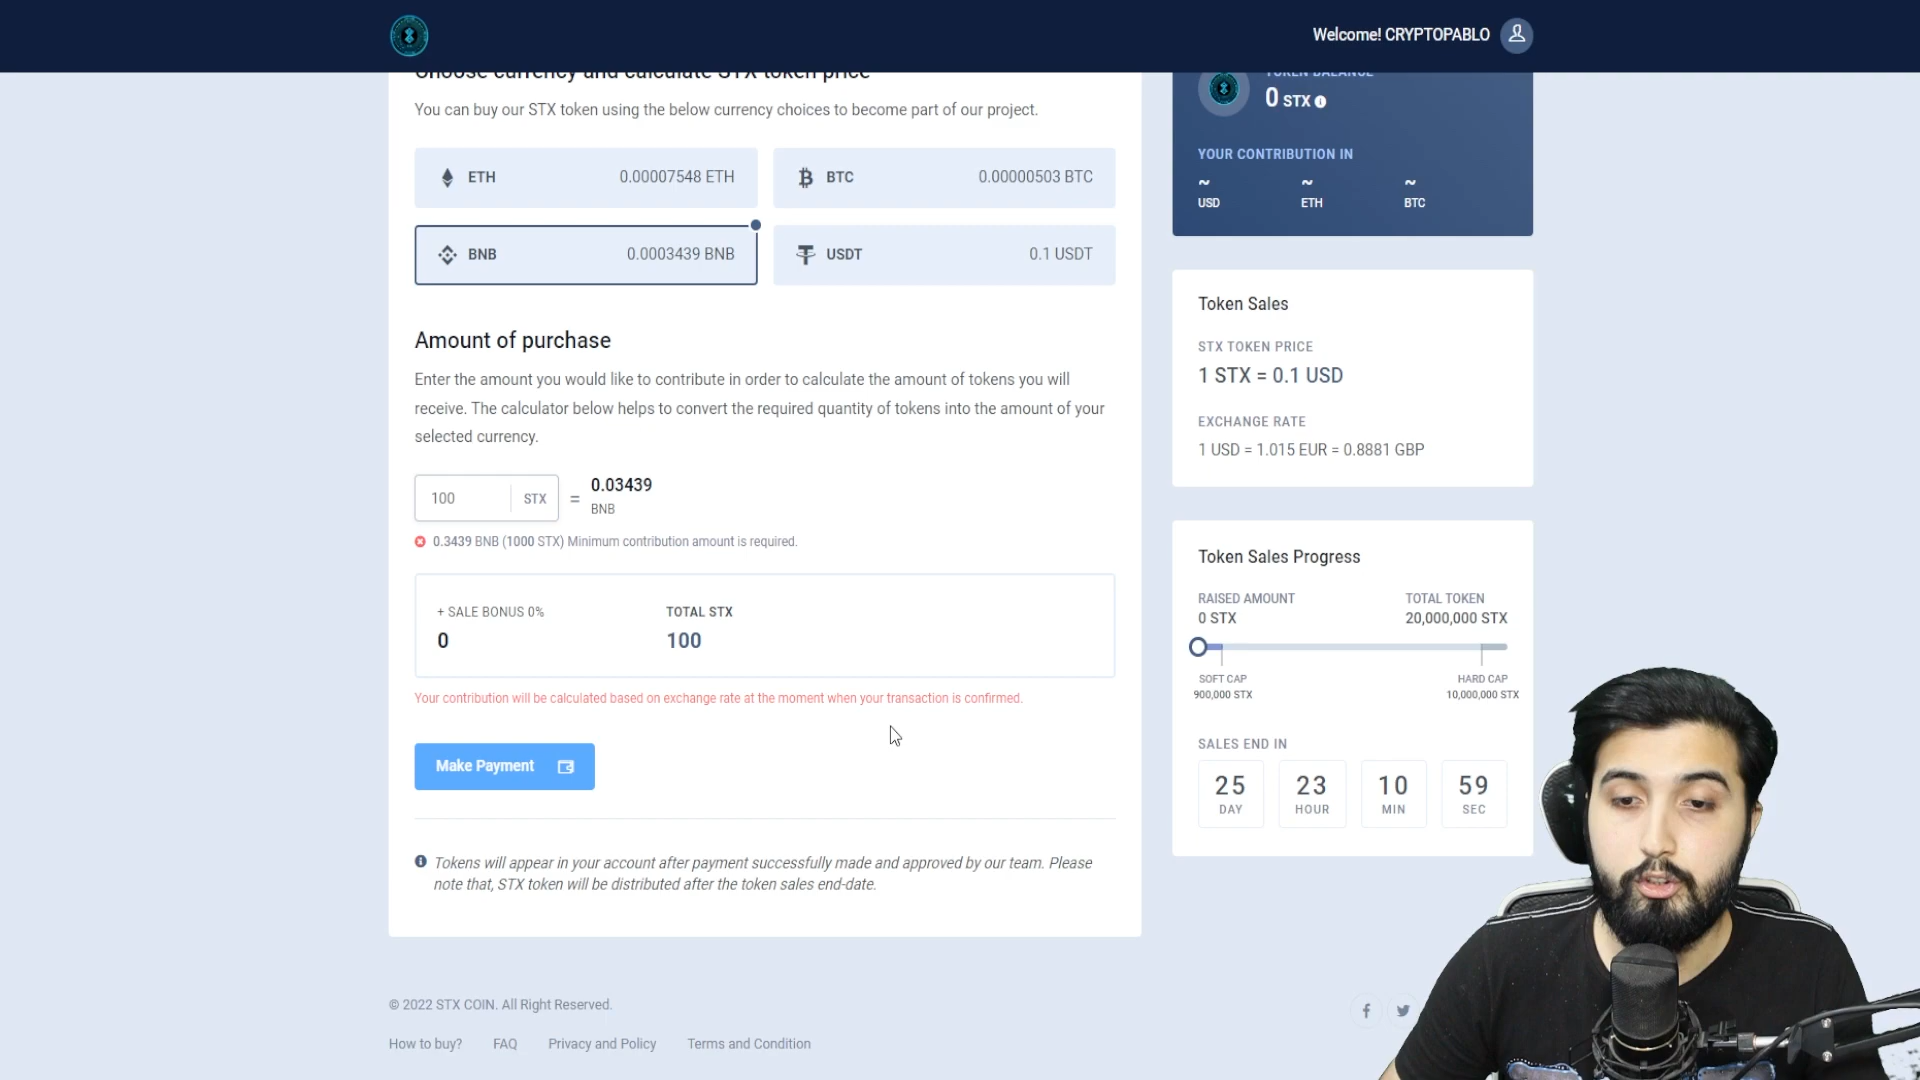 Welcome! CRYPTOPABLO
Choose currency and calculate STX token price
You can buy our STX token using the below currency choices to become part of our project.
ETH 0.00007548 ETH
BTC 0.00000503 BTC
BNB 0.0003439 BNB
USDT 0.1 USDT
Amount of purchase
Enter the amount you would like to contribute in order to calculate the amount of tokens you will
receive. The calculator below helps to convert the required quantity of tokens into the amount of your
selected currency.
100 STX = 0.03439
BNB
0.3439 BNB (1000 STX) Minimum contribution amount is required.
+ SALE BONUS 0% TOTAL STX
0 100
Your contribution will be calculated based on exchange rate at the moment when your transaction is confirmed.
Make Payment
Tokens will appear in your account after payment successfully made and approved by our team. Please
note that, STX token will be distributed after the token sales end-date.
TOKEN BALANCE
0 STX
YOUR CONTRIBUTION IN
~ ~ ~
USD ETH BTC
Token Sales
STX TOKEN PRICE
1 STX = 0.1 USD
EXCHANGE RATE
1 USD = 1.015 EUR = 0.8881 GBP
Token Sales Progress
RAISED AMOUNT TOTAL TOKEN
0 STX 20,000,000 STX
SOFT CAP HARD CAP
900,000 STX 10,000,000 STX
SALES END IN
25 23 10 59
DAY HOUR MIN SEC
© 2022 STX COIN. All Right Reserved.
How to buy? FAQ Privacy and Policy Terms and Condition